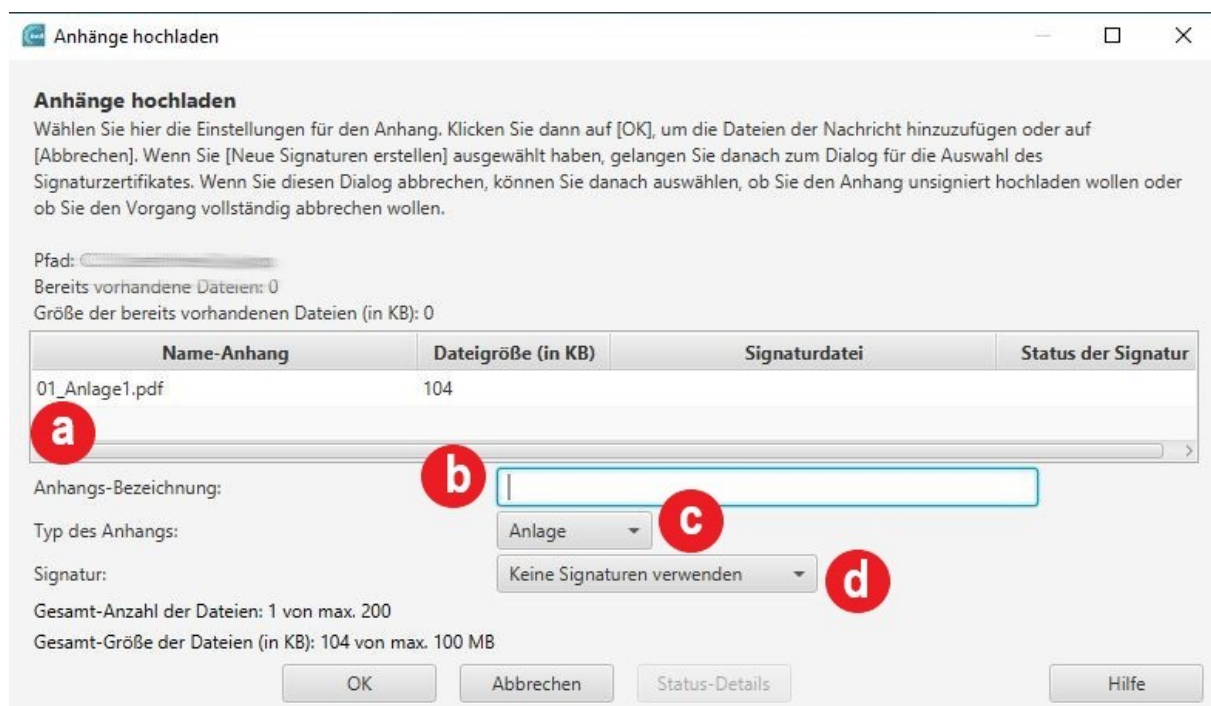 Anhänge hochladen
Anhänge hochladen
Wählen Sie hier die Einstellungen für den Anhang. Klicken Sie dann auf [OK], um die Dateien der Nachricht hinzuzufügen oder auf
[Abbrechen]. Wenn Sie [Neue Signaturen erstellen] ausgewählt haben, gelangen Sie danach zum Dialog für die Auswahl des
Signaturzertifikates. Wenn Sie diesen Dialog abbrechen, können Sie danach auswählen, ob Sie den Anhang unsigniert hochladen wollen oder
ob Sie den Vorgang vollständig abbrechen wollen.
Pfad:
Bereits vorhandene Dateien: 0
Größe der bereits vorhandenen Dateien (in KB): 0
Name-Anhang Dateigröße (in KB) Signaturdatei Status der Signatur
01_Anlage1.pdf 104
a
Anhangs-Bezeichnung: b
Typ des Anhangs: Anlage c
Signatur: Keine Signaturen verwenden d
Gesamt-Anzahl der Dateien: 1 von max. 200
Gesamt-Größe der Dateien (in KB): 104 von max. 100 MB
OK Abbrechen Status-Details Hilfe